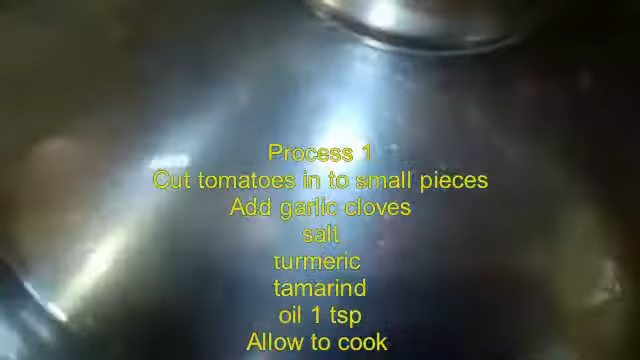 Process 1
Cut tomatoes in to small pieces
Add garlic cloves
salt
turmeric
tamarind
oil 1 tsp
Allow to cook